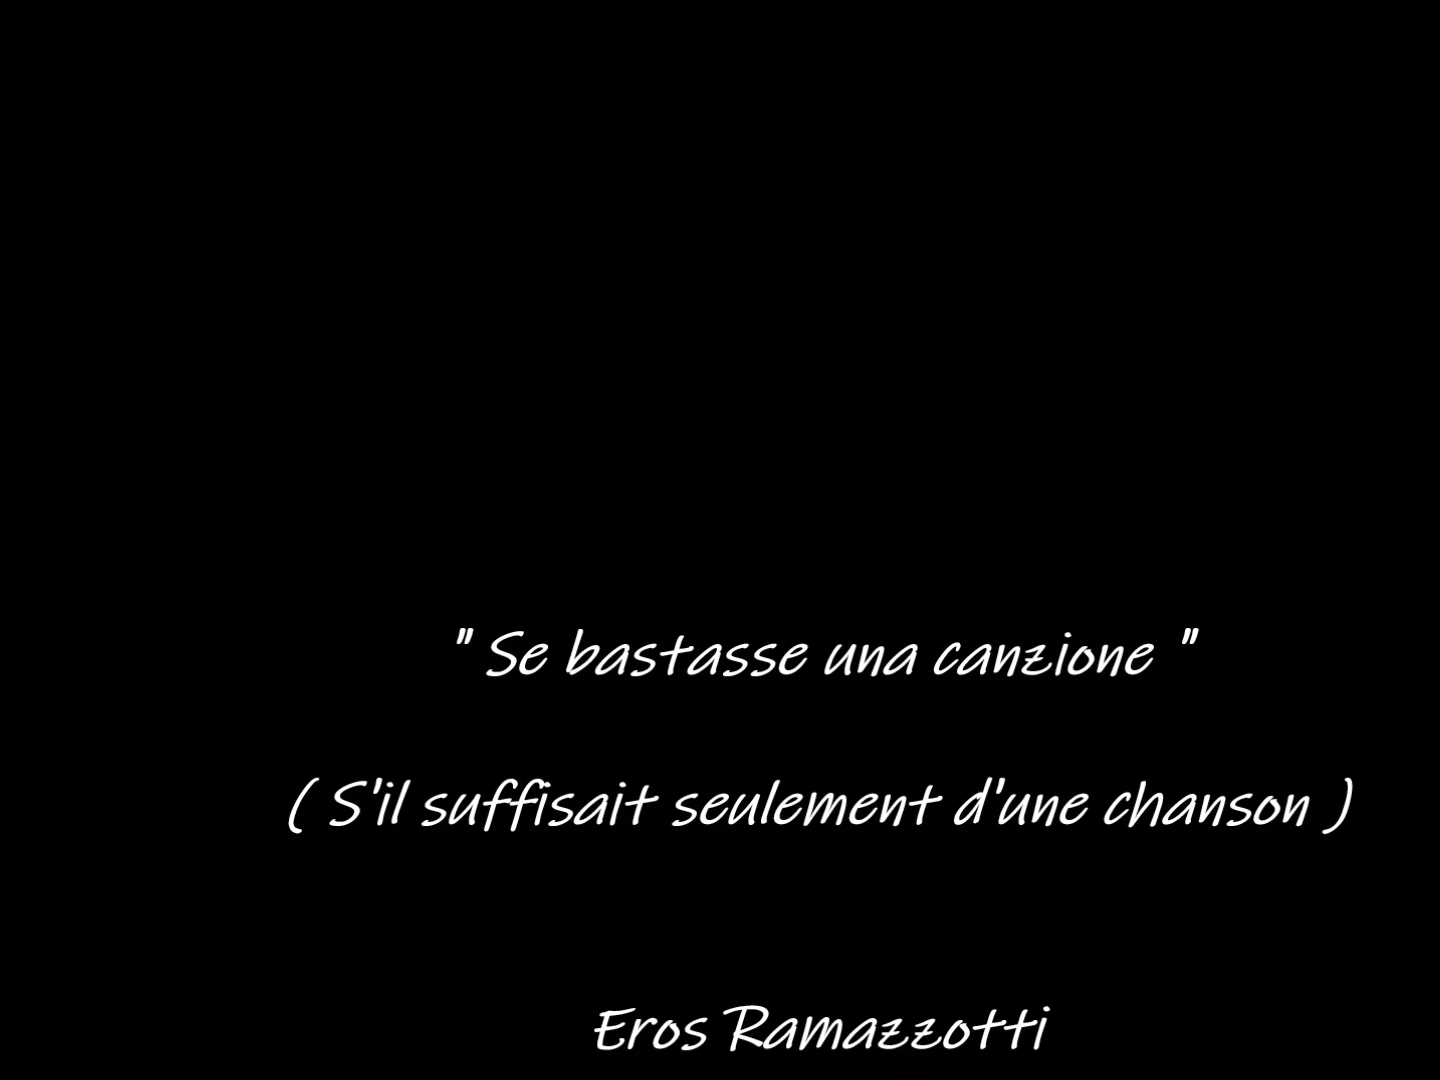 " Se bastasse una canzione "
( S'il suffisait seulement d'une chanson )
Eros Ramazzotti